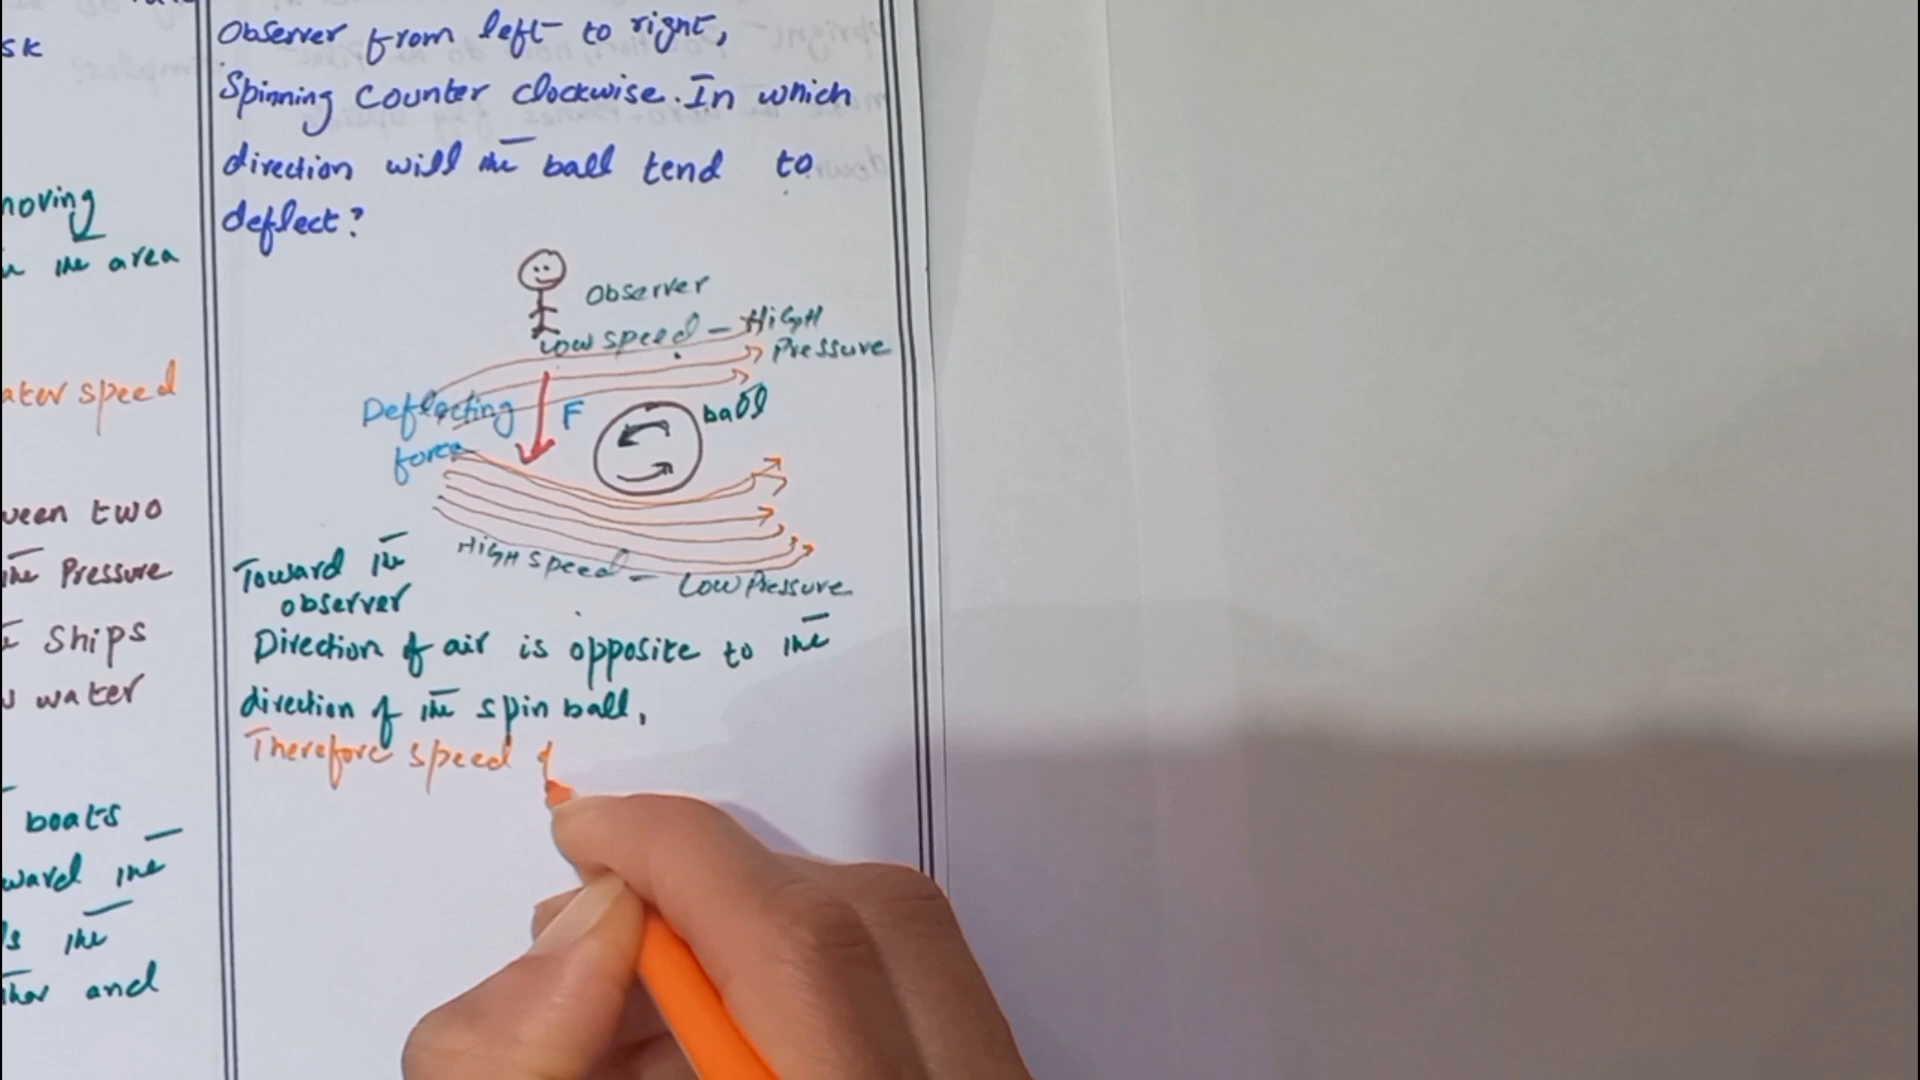 sk
moving
the area
ater speed
ween two
the Pressure
Ships
water
boats
ward the
the
and
Observer from left to right,
Spinning counter clockwise. In which
direction will the ball tend to
deflect?
Observer
Low speed - HiGH
Pressure
Deflecting
force
F
ball
HiGH speed - Low Pressure
Toward the
observer
Direction of air is opposite to the
direction of the spin ball,
Therefore speed